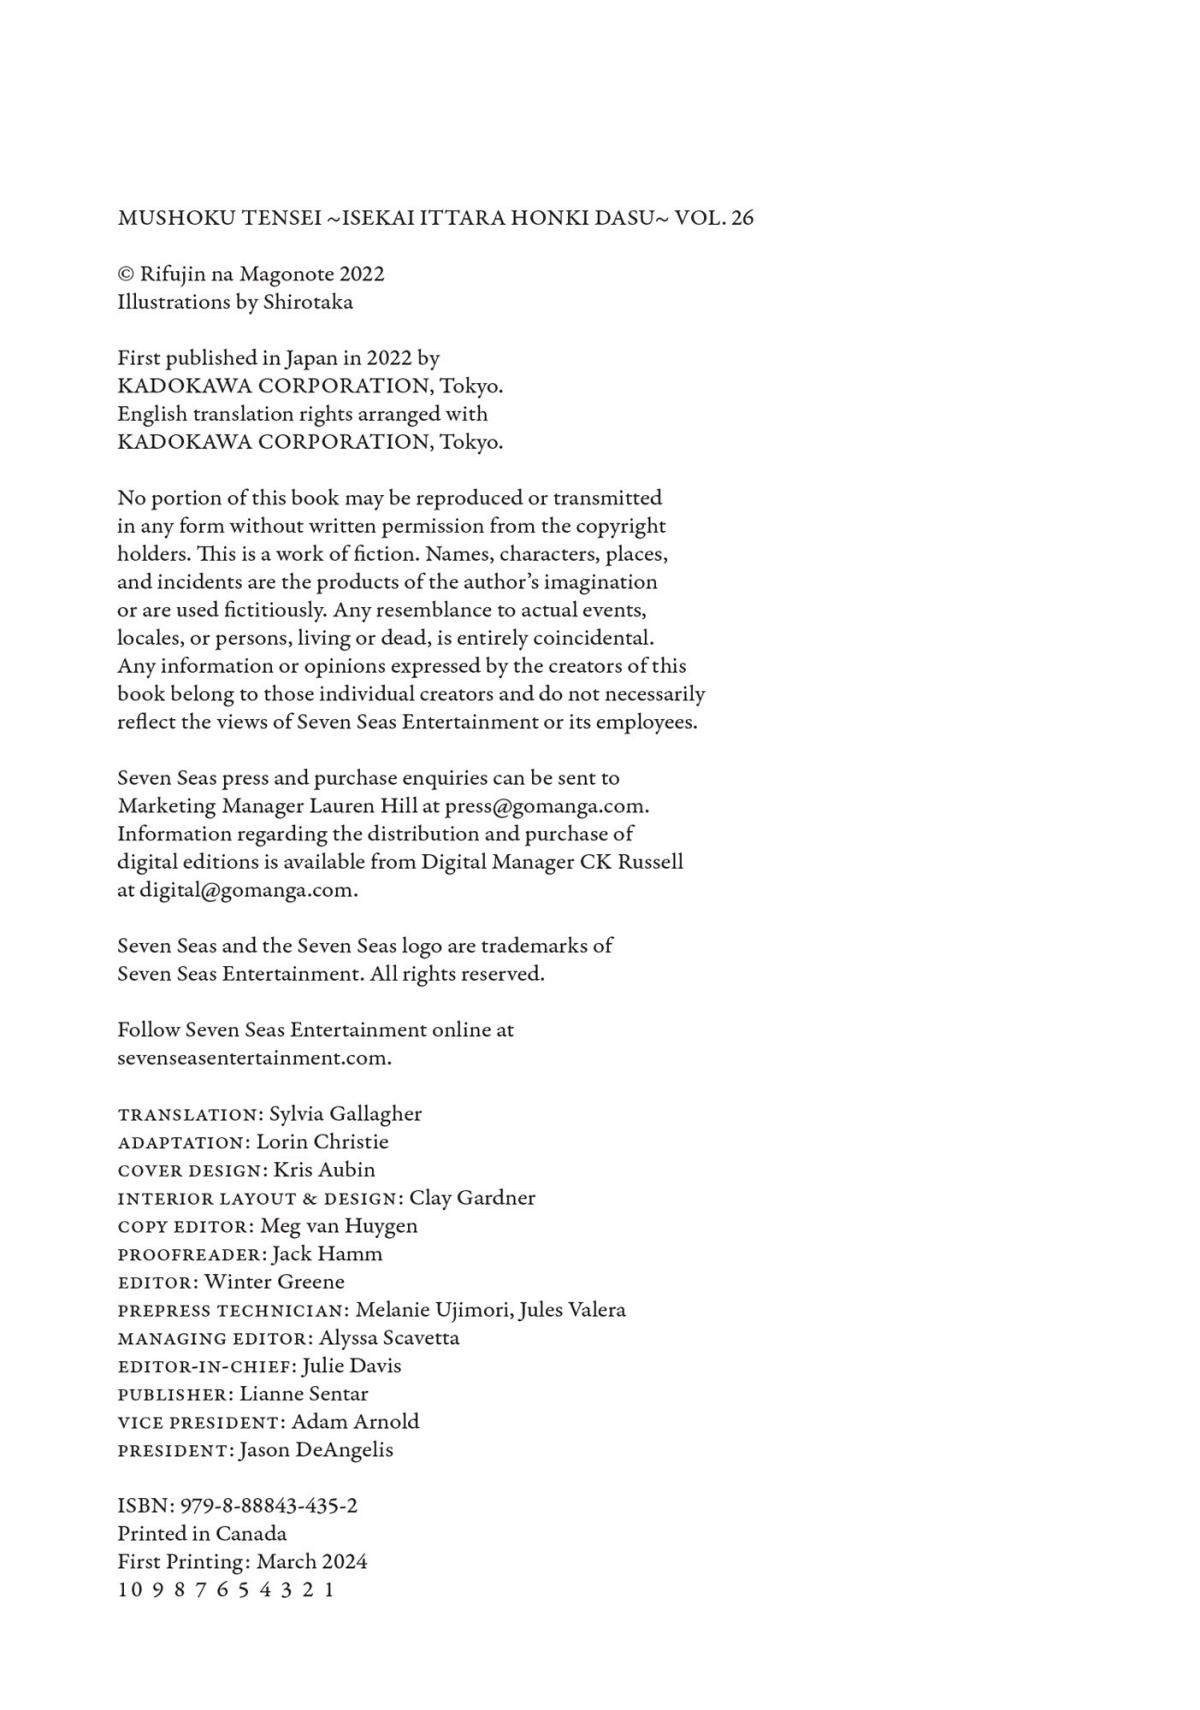 MUSHOKU TENSEI ~ISEKAI ITTARA HONKI DASU~ VOL. 26
© Rifujin na Magonote 2022
Illustrations by Shirotaka
First published in Japan in 2022 by
KADOKAWA CORPORATION, Tokyo.
English translation rights arranged with
KADOKAWA CORPORATION, Tokyo.
No portion of this book may be reproduced or transmitted
in any form without written permission from the copyright
holders. This is a work of fiction. Names, characters, places,
and incidents are the products of the author’s imagination
or are used fictitiously. Any resemblance to actual events,
locales, or persons, living or dead, is entirely coincidental.
Any information or opinions expressed by the creators of this
book belong to those individual creators and do not necessarily
reflect the views of Seven Seas Entertainment or its employees.
Seven Seas press and purchase enquiries can be sent to
Marketing Manager Lauren Hill at press@gomanga.com.
Information regarding the distribution and purchase of
digital editions is available from Digital Manager CK Russell
at digital@gomanga.com.
Seven Seas and the Seven Seas logo are trademarks of
Seven Seas Entertainment. All rights reserved.
Follow Seven Seas Entertainment online at
sevenseasentertainment.com.
TRANSLATION: Sylvia Gallagher
ADAPTATION: Lorin Christie
COVER DESIGN: Kris Aubin
INTERIOR LAYOUT & DESIGN: Clay Gardner
COPY EDITOR: Meg van Huygen
PROOFREADER: Jack Hamm
EDITOR: Winter Greene
PREPRESS TECHNICIAN: Melanie Ujimori, Jules Valera
MANAGING EDITOR: Alyssa Scavetta
EDITOR-IN-CHIEF: Julie Davis
PUBLISHER: Lianne Sentar
VICE PRESIDENT: Adam Arnold
PRESIDENT: Jason DeAngelis
ISBN: 979-8-88843-435-2
Printed in Canada
First Printing: March 2024
10 9 8 7 6 5 4 3 2 1